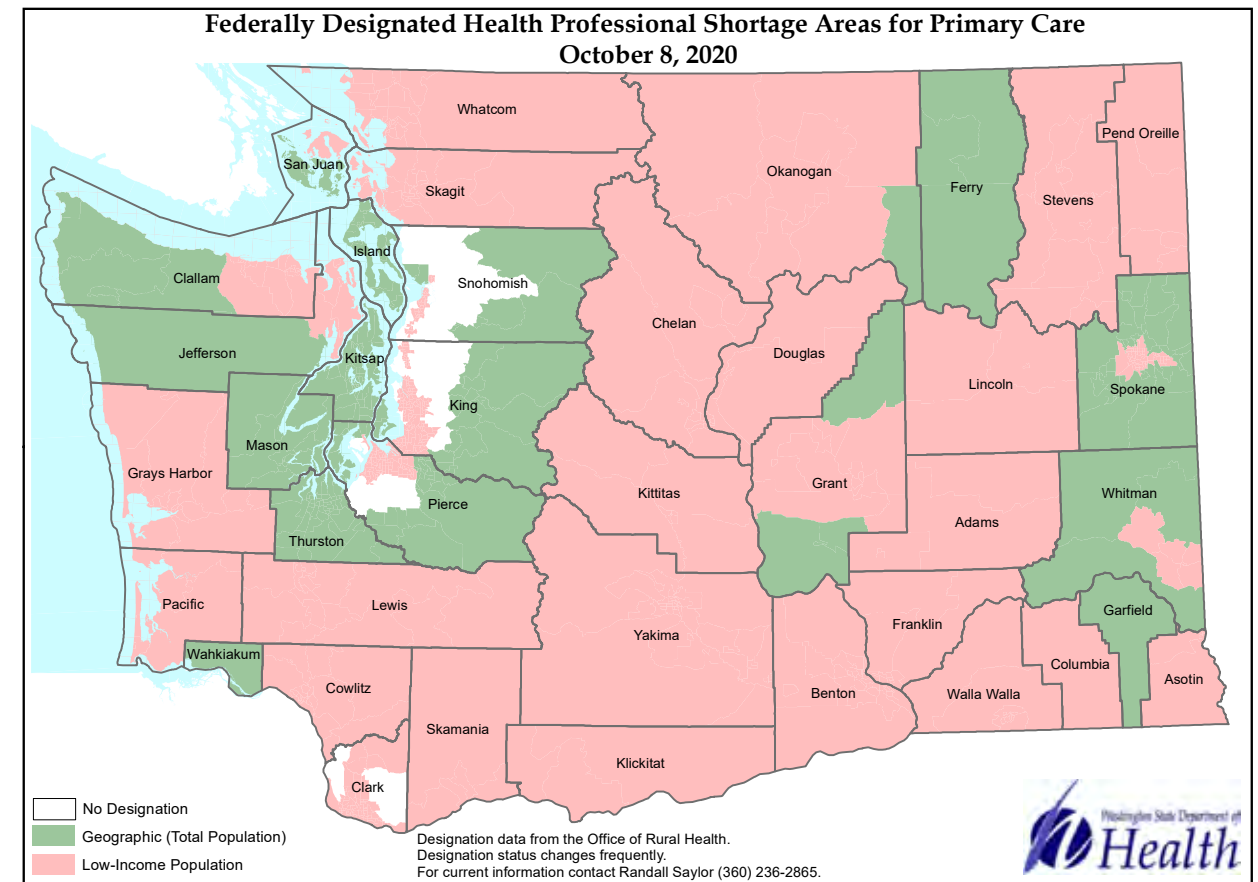 Federally Designated Health Professional Shortage Areas for Primary Care
October 8, 2020
Whatcom
Pend Oreille
San Juan
Okanogan
Skagit
Ferry
Stevens
Island
Clallam
Snohomish
Chelan
Jefferson
Kitsap
Douglas
Lincoln
Spokane
King
Mason
Grays Harbor
Kittitas
Grant
Whitman
Pierce
Adams
Thurston
Pacific
Lewis
Garfield
Franklin
Yakima
Wahkiakum
Columbia
Asotin
Cowlitz
Benton
Walla Walla
Skamania
Klickitat
Clark
No Designation
Geographic (Total Population)
Low-Income Population
Designation data from the Office of Rural Health.
Designation status changes frequently.
For current information contact Randall Saylor (360) 236-2865.
Washington State Department of
Health